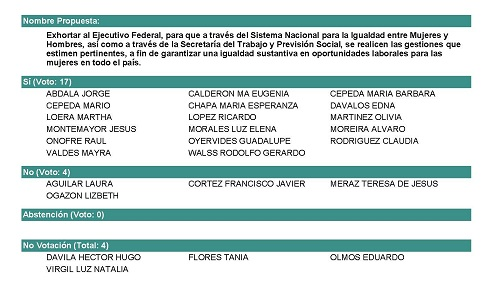 Nombre Propuesta:
Exhortar al Ejecutivo Federal, para que a través del Sistema Nacional para la Igualdad entre Mujeres y
Hombres, así como a través de la Secretaría del Trabajo y Previsión Social, se realicen las gestiones que
estimen pertinentes, a fin de garantizar una igualdad sustantiva en oportunidades laborales para las
mujeres en todo el país.
Sí (Voto: 17)
ABDALA JORGE CALDERON MA EUGENIA CEPEDA MARIA BARBARA
CEPEDA MARIO CHAPA MARIA ESPERANZA DAVALOS EDNA
LOERA MARTHA LOPEZ RICARDO MARTINEZ OLIVIA
MONTEMAYOR JESUS MORALES LUZ ELENA MOREIRA ALVARO
ONOFRE RAUL OYERVIDES GUADALUPE RODRIGUEZ CLAUDIA
VALDES MAYRA WALSS RODOLFO GERARDO
No (Voto: 4)
AGUILAR LAURA CORTEZ FRANCISCO JAVIER MERAZ TERESA DE JESUS
OGAZON LIZBETH
Abstención (Voto: 0)
No Votación (Total: 4)
DAVILA HECTOR HUGO FLORES TANIA OLMOS EDUARDO
VIRGIL LUZ NATALIA